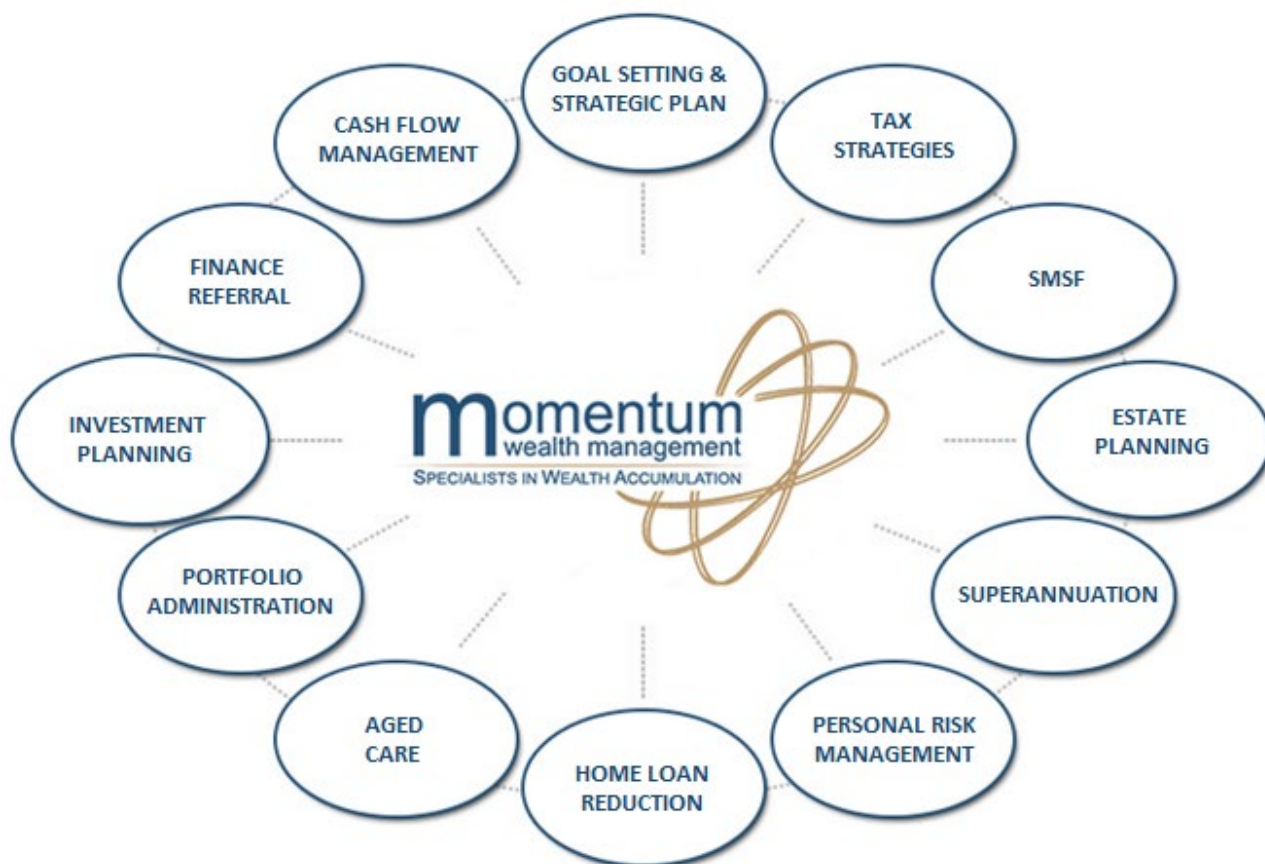 GOAL SETTING &
STRATEGIC PLAN
TAX
STRATEGIES
SMSF
ESTATE
PLANNING
SUPERANNUATION
PERSONAL RISK
MANAGEMENT
HOME LOAN
REDUCTION
AGED
CARE
PORTFOLIO
ADMINISTRATION
INVESTMENT
PLANNING
FINANCE
REFERRAL
CASH FLOW
MANAGEMENT
momentum
wealth management
SPECIALISTS IN WEALTH ACCUMULATION